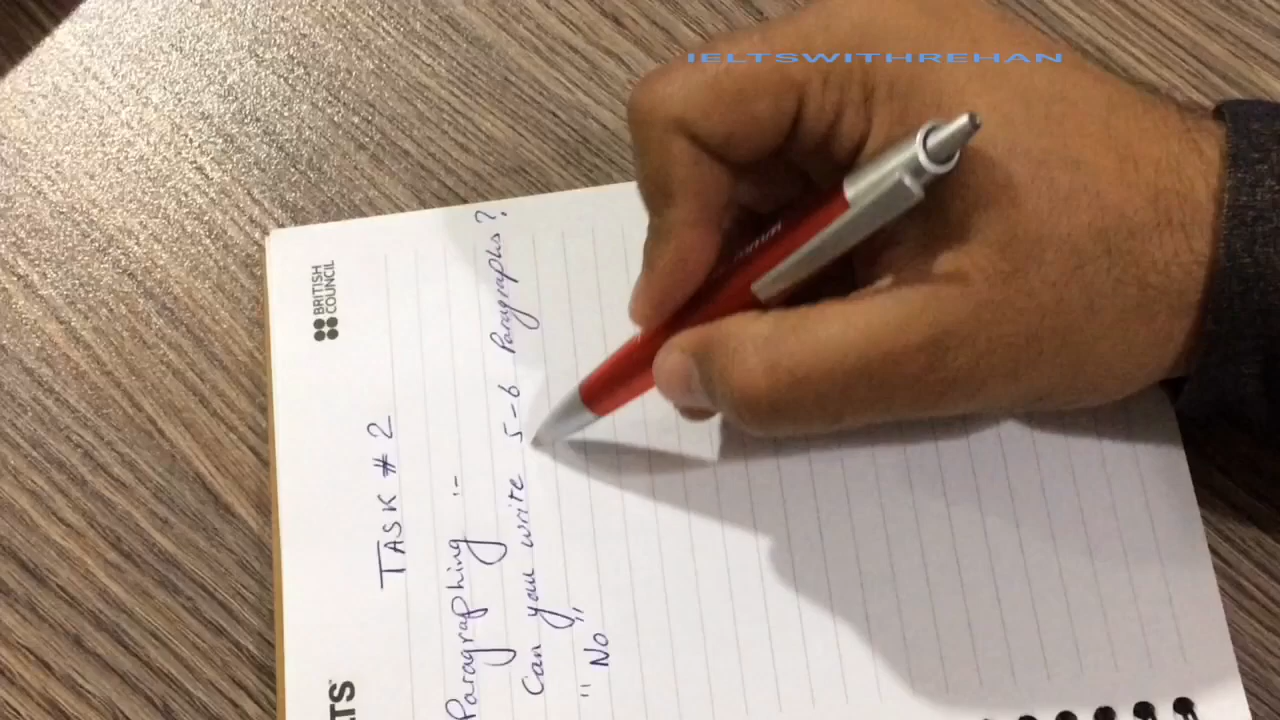 IELTSWITHREHAN
BRITISH
COUNCIL
LTS
TASK # 2
Paragraphing :-
Can you write 5-6 Paragraphs?
"No"